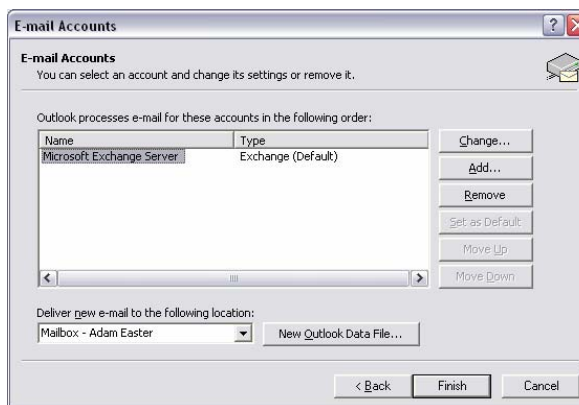 E-mail Accounts
E-mail Accounts
You can select an account and change its settings or remove it.
Outlook processes e-mail for these accounts in the following order:
Name Type
Microsoft Exchange Server Exchange (Default)
Change...
Add...
Remove
Set as Default
Move Up
Move Down
Deliver new e-mail to the following location:
Mailbox - Adam Easter New Outlook Data File...
< Back Finish Cancel